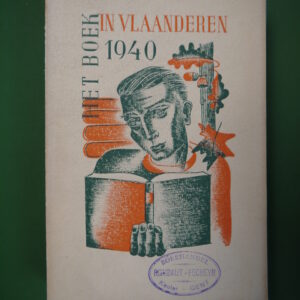 HET BOEK
IN VLAANDEREN
1940
BOEKHANDEL
GENT